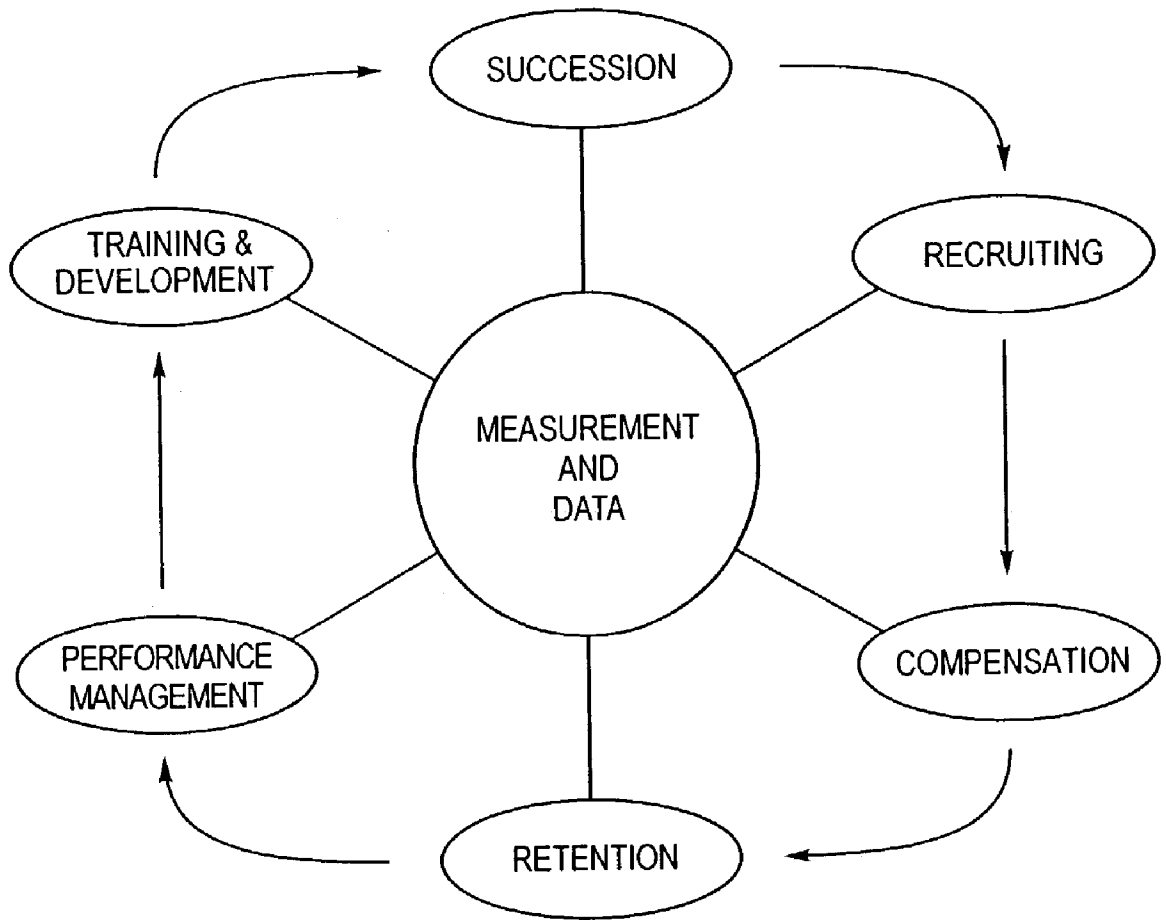 SUCCESSION
RECRUITING
COMPENSATION
RETENTION
PERFORMANCE
MANAGEMENT
TRAINING &
DEVELOPMENT
MEASUREMENT
AND
DATA